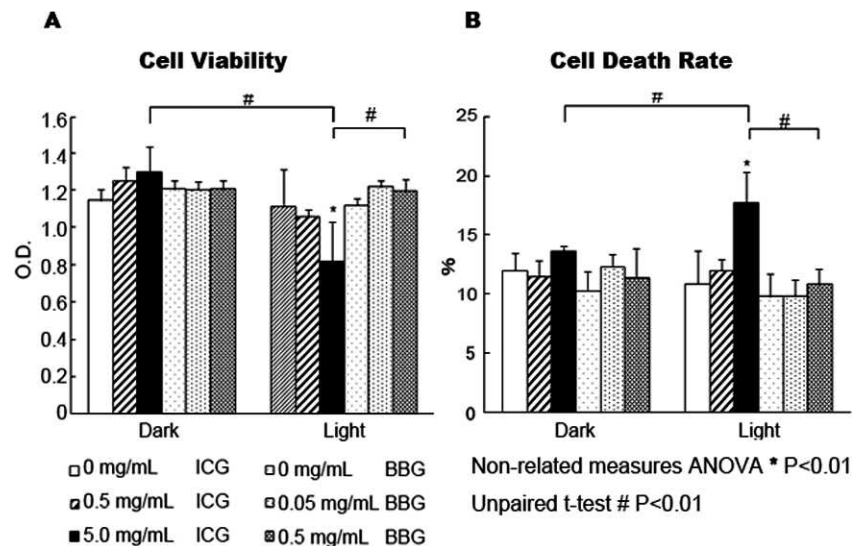 A
Cell Viability
#
#
*
1.6
1.4
1.2
1.0
0.8
0.6
0.4
0.2
0
O.D.
Dark
Light
□ 0 mg/mL ICG
0.5 mg/mL ICG
■ 5.0 mg/mL ICG
0 mg/mL BBG
0.05 mg/mL BBG
0.5 mg/mL BBG
B
Cell Death Rate
#
#
*
25
20
15
10
5
0
%
Dark
Light
Non-related measures ANOVA * P<0.01
Unpaired t-test # P<0.01